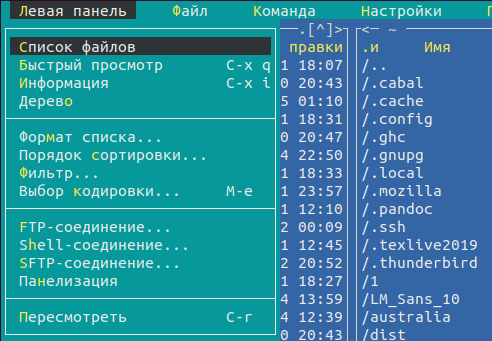 Левая панель Файл Команда Настройки
.[^]> <─ ~
Список файлов правки .и Имя
Быстрый просмотр C-x q 1 18:07 /..
Информация C-x i 0 20:43 /.cabal
Дерево 5 01:10 /.cache
1 18:31 /.config
Формат списка... 0 20:47 /.ghc
Порядок сортировки... 4 22:50 /.gnupg
Фильтр... 1 18:33 /.local
Выбор кодировки... M-e 1 23:57 /.mozilla
1 12:10 /.pandoc
FTP-соединение... 2 00:09 /.ssh
Shell-соединение... 1 12:45 /.texlive2019
SFTP-соединение... 2 20:52 /.thunderbird
Панелизация 1 18:27 /1
4 13:59 /LM_Sans_10
Пересмотреть C-r 4 12:39 /australia
0 20:43 /dist